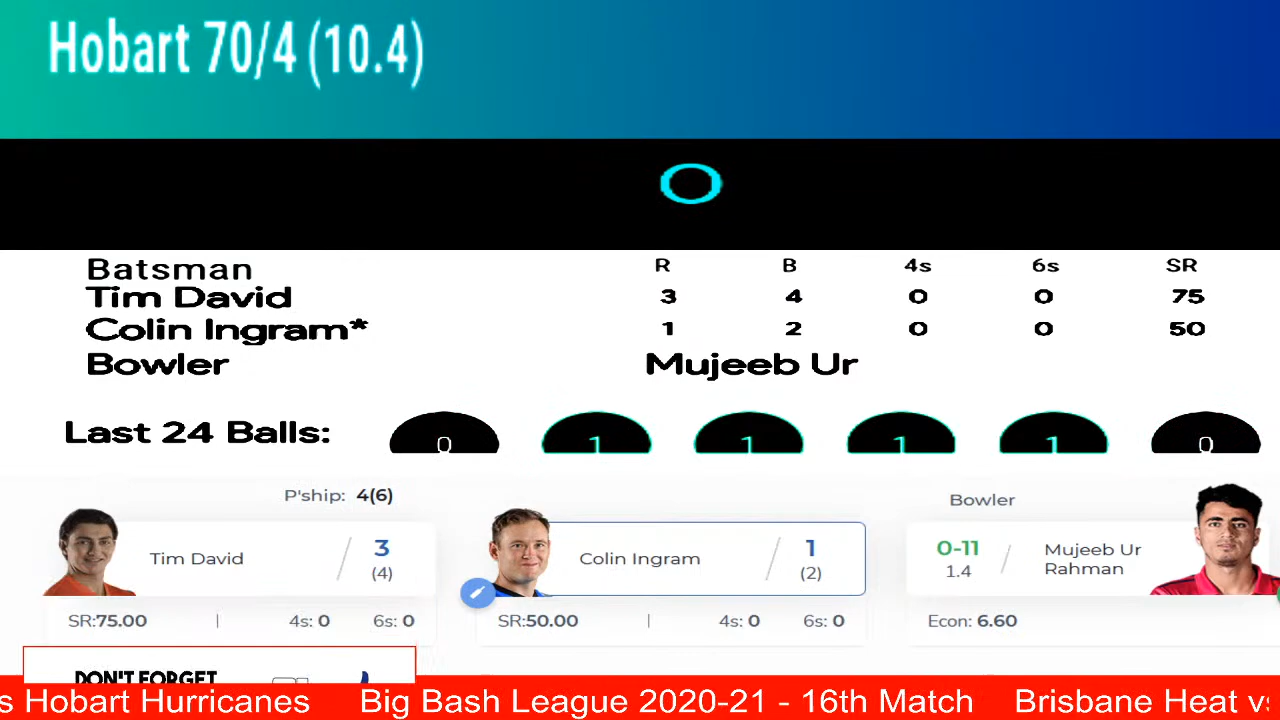 Hobart 70/4 (10.4)
0
Batsman R B 4s 6s SR
Tim David 3 4 0 0 75
Colin Ingram* 1 2 0 0 50
Bowler Mujeeb Ur
Last 24 Balls: 0 1 1 1 1 0
P'ship: 4(6) Bowler
Tim David / 3 (4)
Colin Ingram / 1 (2)
0-11 1.4 / Mujeeb Ur Rahman
SR:75.00 | 4s: 0 6s: 0
SR:50.00 | 4s: 0 6s: 0
Econ: 6.60
DON'T FORGET
s Hobart Hurricanes Big Bash League 2020-21 - 16th Match Brisbane Heat vs